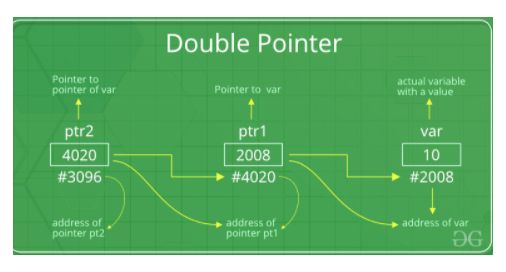 Double Pointer
Pointer to
pointer of var
Pointer to var
actual variable
with a value
ptr2
ptr1
var
4020
2008
10
#3096
#4020
#2008
address of
pointer pt2
address of
pointer pt1
address of var
GG